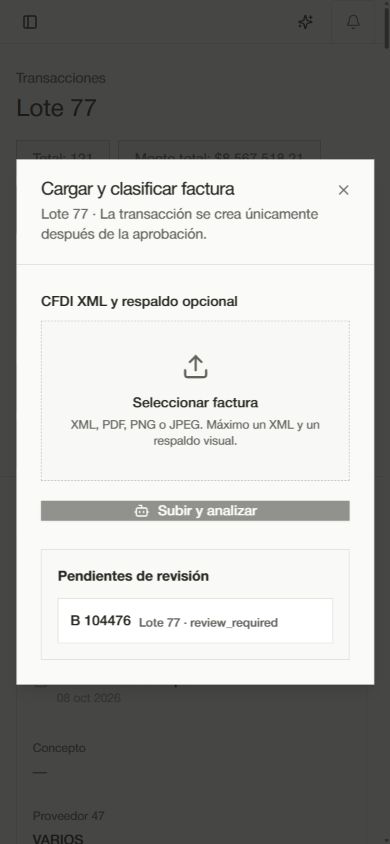 Transacciones
Lote 77
Total: 121 Monto total: $8,567,518.21
Cargar y clasificar factura
Lote 77 · La transacción se crea únicamente
después de la aprobación.
CFDI XML y respaldo opcional
Seleccionar factura
XML, PDF, PNG o JPEG. Máximo un XML y un
respaldo visual.
Subir y analizar
Pendientes de revisión
B 104476 Lote 77 · review_required
08 oct 2026
Concepto
—
Proveedor 47
VARIOS